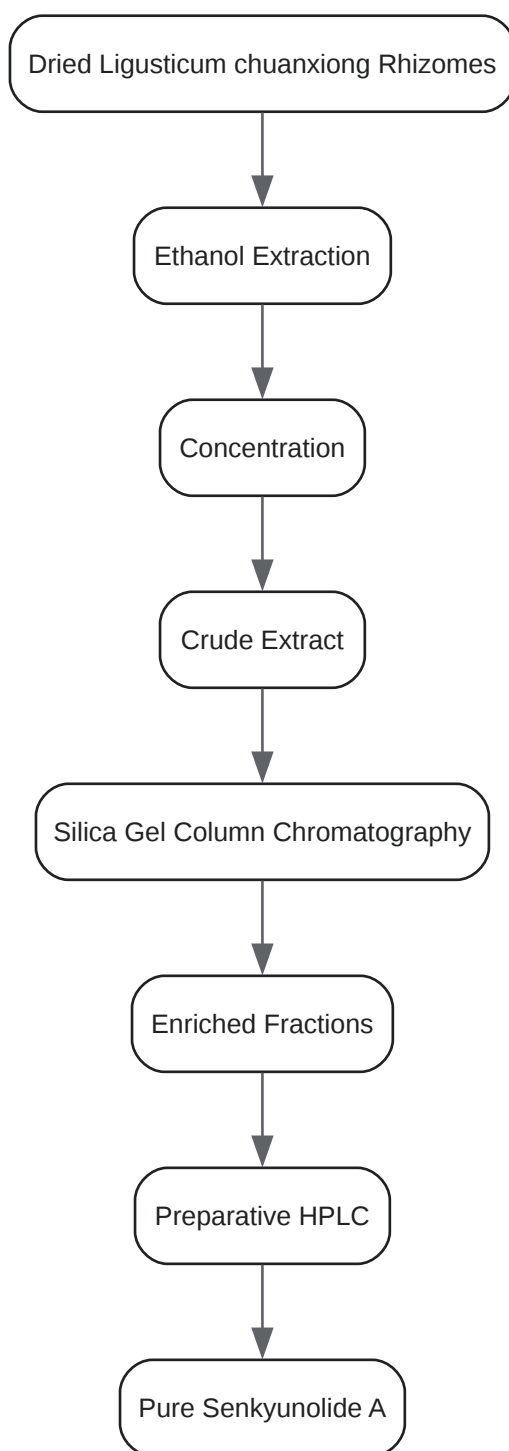 Dried Ligusticum chuanxiong Rhizomes
Ethanol Extraction
Concentration
Crude Extract
Silica Gel Column Chromatography
Enriched Fractions
Preparative HPLC
Pure Senkyunolide A